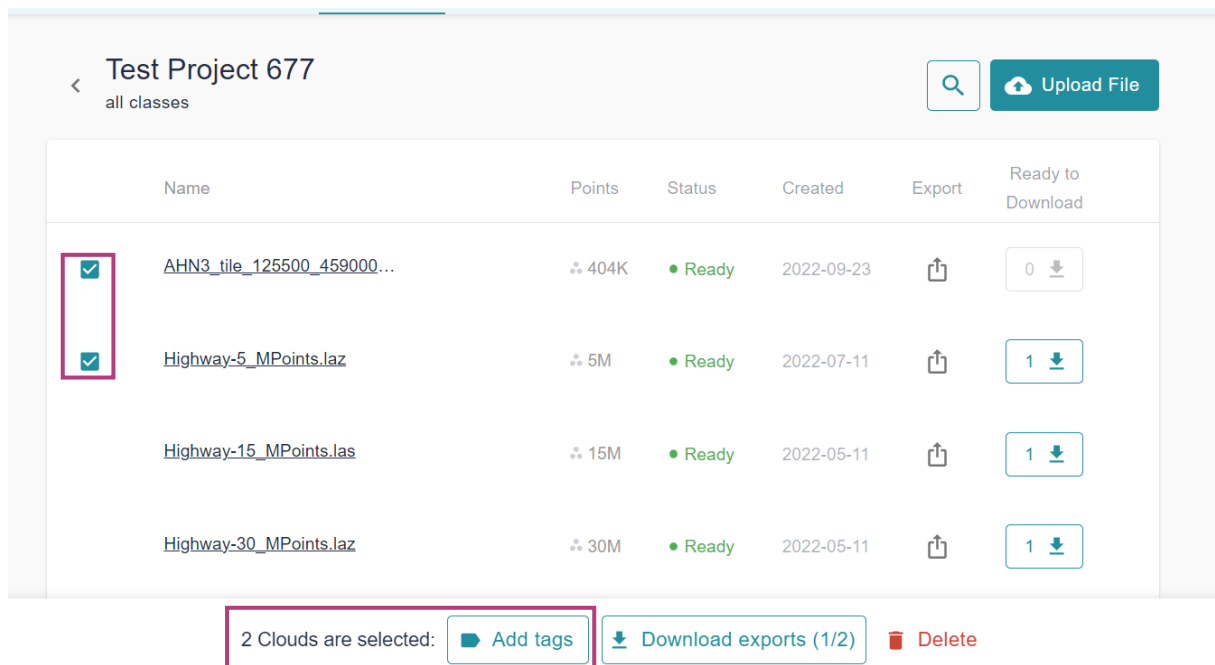 Test Project 677
all classes
Upload File
Name Points Status Created Export Ready to
Download
AHN3_tile_125500_459000... 404K Ready 2022-09-23 0
Highway-5_MPoints.laz 5M Ready 2022-07-11 1
Highway-15_MPoints.las 15M Ready 2022-05-11 1
Highway-30_MPoints.laz 30M Ready 2022-05-11 1
2 Clouds are selected: Add tags Download exports (1/2) Delete